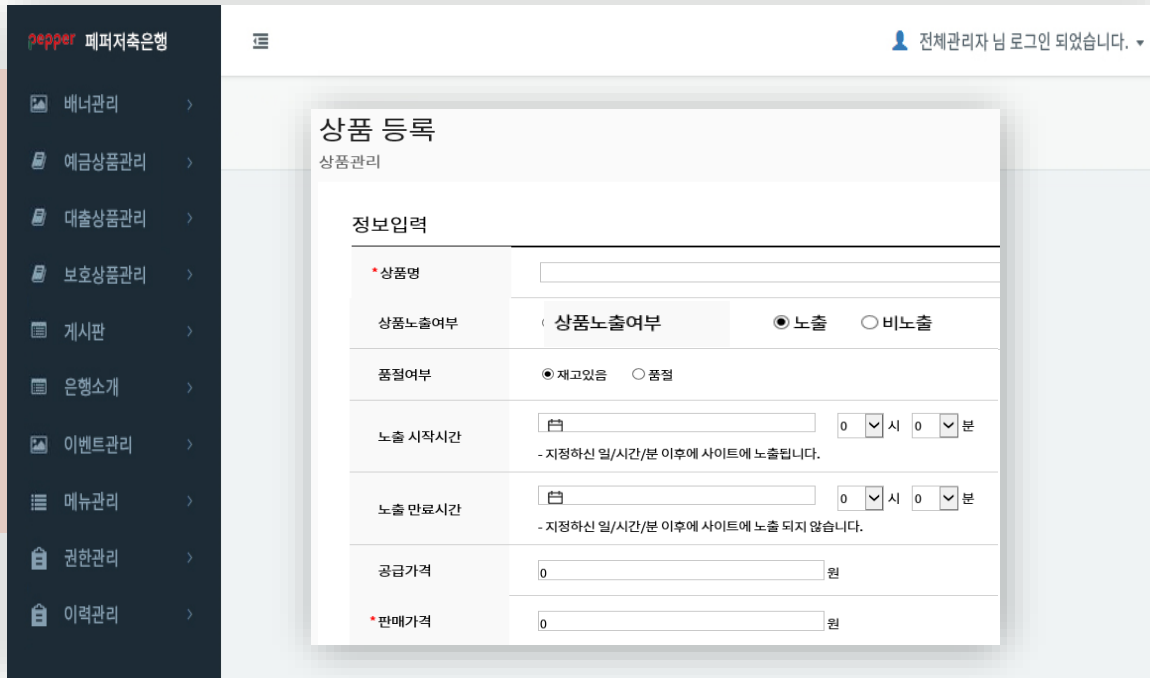 pepper 페퍼저축은행
전체관리자 님 로그인 되었습니다.
배너관리
예금상품관리
대출상품관리
보호상품관리
게시판
은행소개
이벤트관리
메뉴관리
권한관리
이력관리
상품 등록
상품관리
정보입력
*상품명
상품노출여부 상품노출여부 노출 비노출
품절여부 재고있음 품절
노출 시작시간 0 시 0 분
- 지정하신 일/시간/분 이후에 사이트에 노출됩니다.
노출 만료시간 0 시 0 분
- 지정하신 일/시간/분 이후에 사이트에 노출 되지 않습니다.
공급가격 0 원
*판매가격 0 원